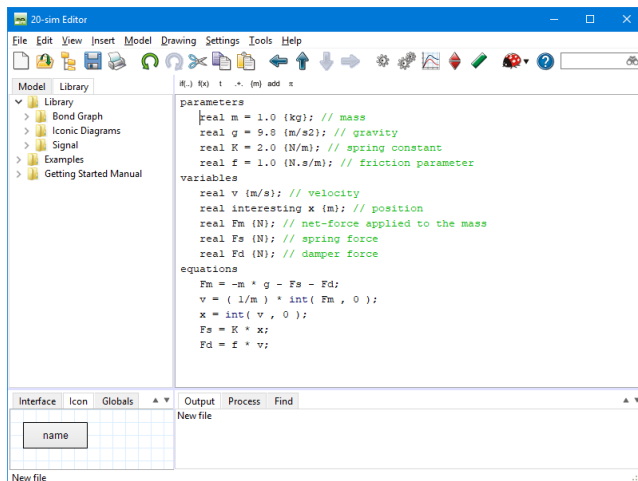 20-sim Editor
File Edit View Insert Model Drawing Settings Tools Help
Model Library
if(..) f(x) t .+. {m} add π
Library
Bond Graph
Iconic Diagrams
Signal
Examples
Getting Started Manual
parameters
real m = 1.0 {kg}; // mass
real g = 9.8 {m/s2}; // gravity
real K = 2.0 {N/m}; // spring constant
real f = 1.0 {N.s/m}; // friction parameter
variables
real v {m/s}; // velocity
real interesting x {m}; // position
real Fm {N}; // net-force applied to the mass
real Fs {N}; // spring force
real Fd {N}; // damper force
equations
Fm = -m * g - Fs - Fd;
v = ( 1/m ) * int( Fm , 0 );
x = int( v , 0 );
Fs = K * x;
Fd = f * v;
Interface Icon Globals
name
Output Process Find
New file
New file